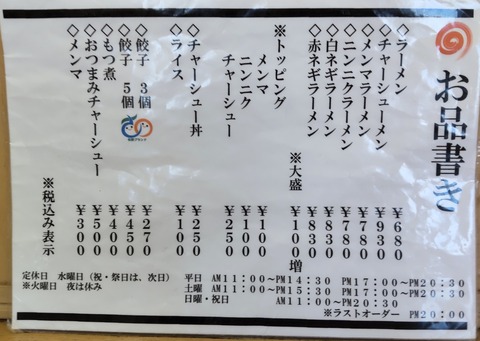 お品書き
◇ラーメン ￥680
◇チャーシューメン ￥930
◇メンマラーメン ￥780
◇ニンニクラーメン ￥780
◇白ネギラーメン ￥830
◇赤ネギラーメン ￥830
※大盛 ￥100増
※トッピング
メンマ ￥100
ニンニク ￥100
チャーシュー ￥250
◇チャーシュー丼 ￥250
◇ライス ￥100
◇餃子 3個 ￥270
◇餃子 5個 ￥450
◇もつ煮 ￥400
◇おつまみチャーシュー ￥500
◇メンマ ￥300
※税込み表示
定休日 水曜日（祝・祭日は、次日）
※火曜日 夜は休み
平日 AM11:00～PM14:30 PM17:00～PM20:30
土曜 AM11:00～PM15:30 PM17:00～PM20:30
日曜・祝日 AM11:00～PM20:30
※ラストオーダー PM20:00